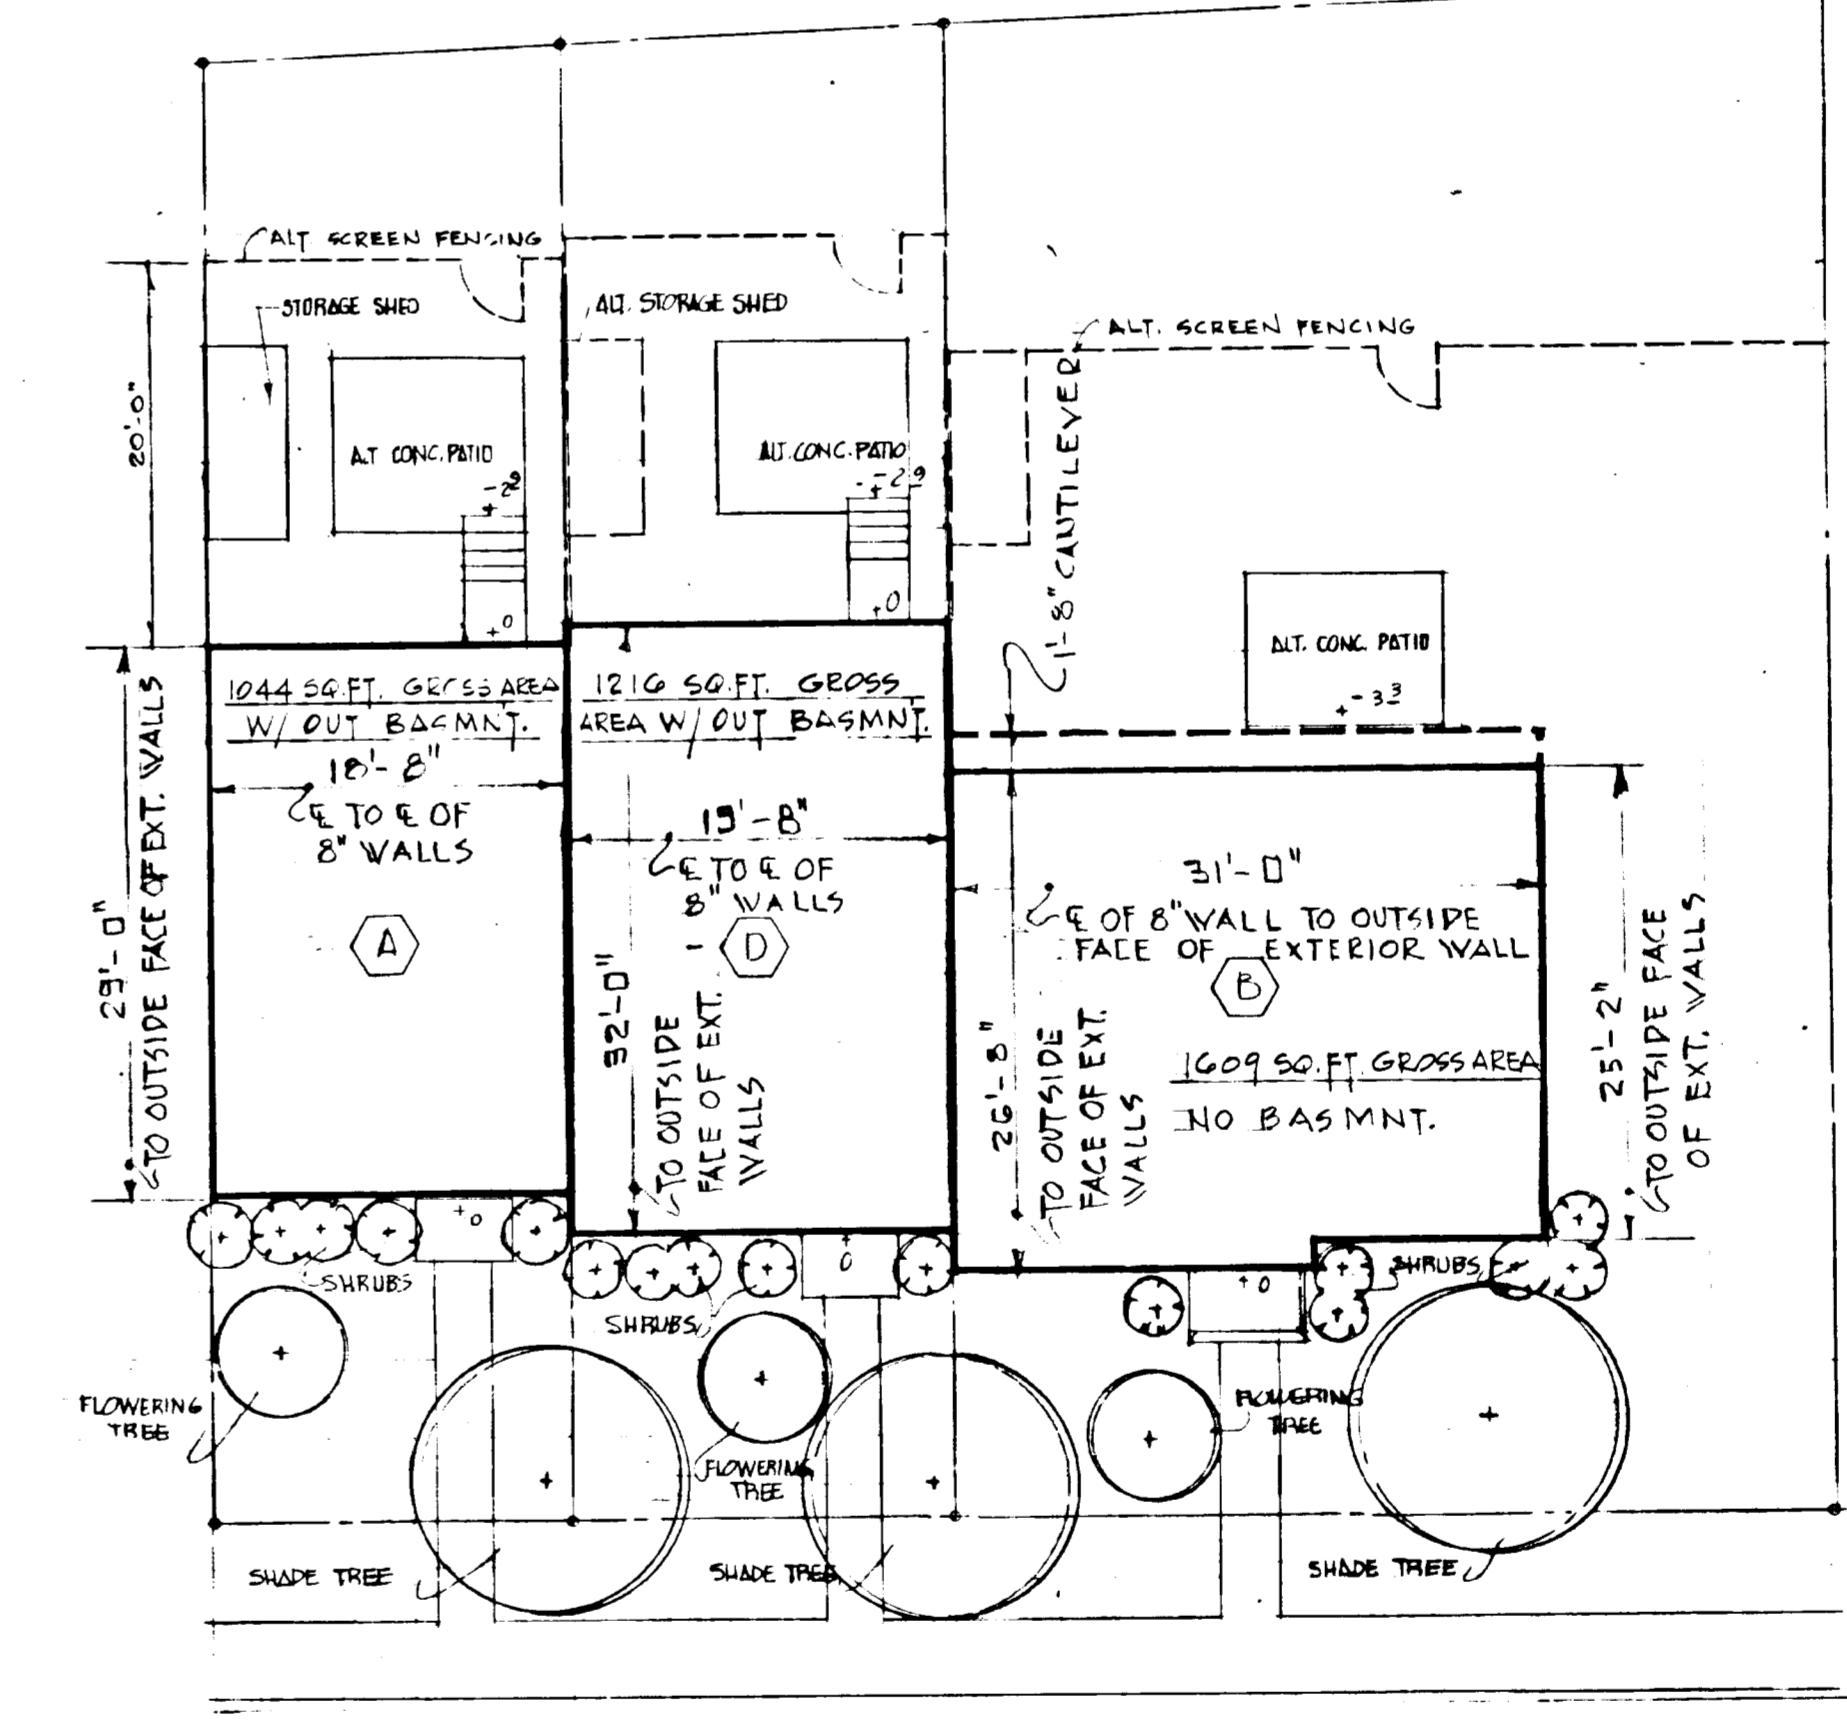 ALT SCREEN FENCING
STORAGE SHED
ALT. STORAGE SHED
ALT. SCREEN FENCING
20'-0"
1'-8" CANTILEVER
ALT CONC. PATIO
-2 9
+
ALT. CONC. PATIO
-2 9
+
+0
+0
ALT. CONC. PATIO
+ -3 3
1044 SQ.FT. GROSS AREA
W/ OUT BASMNT.
1216 SQ.FT. GROSS
AREA W/ OUT BASMNT.
18'-8"
℄ TO ℄ OF
8" WALLS
19'-8"
℄ TO ℄ OF
8" WALLS
31'-0"
℄ OF 8" WALL TO OUTSIDE
FACE OF EXTERIOR WALL
A
D
B
29'-0"
TO OUTSIDE FACE OF EXT. WALLS
32'-0"
TO OUTSIDE
FACE OF EXT.
WALLS
26'-8"
TO OUTSIDE
FACE OF EXT.
WALLS
1609 SQ.FT. GROSS AREA
NO BASMNT.
25'-2"
TO OUTSIDE FACE
OF EXT. WALLS
+0
+0
+0
SHRUBS
SHRUBS
SHRUBS
FLOWERING
TREE
FLOWERING
TREE
FLOWERING
TREE
SHADE TREE
SHADE TREE
SHADE TREE